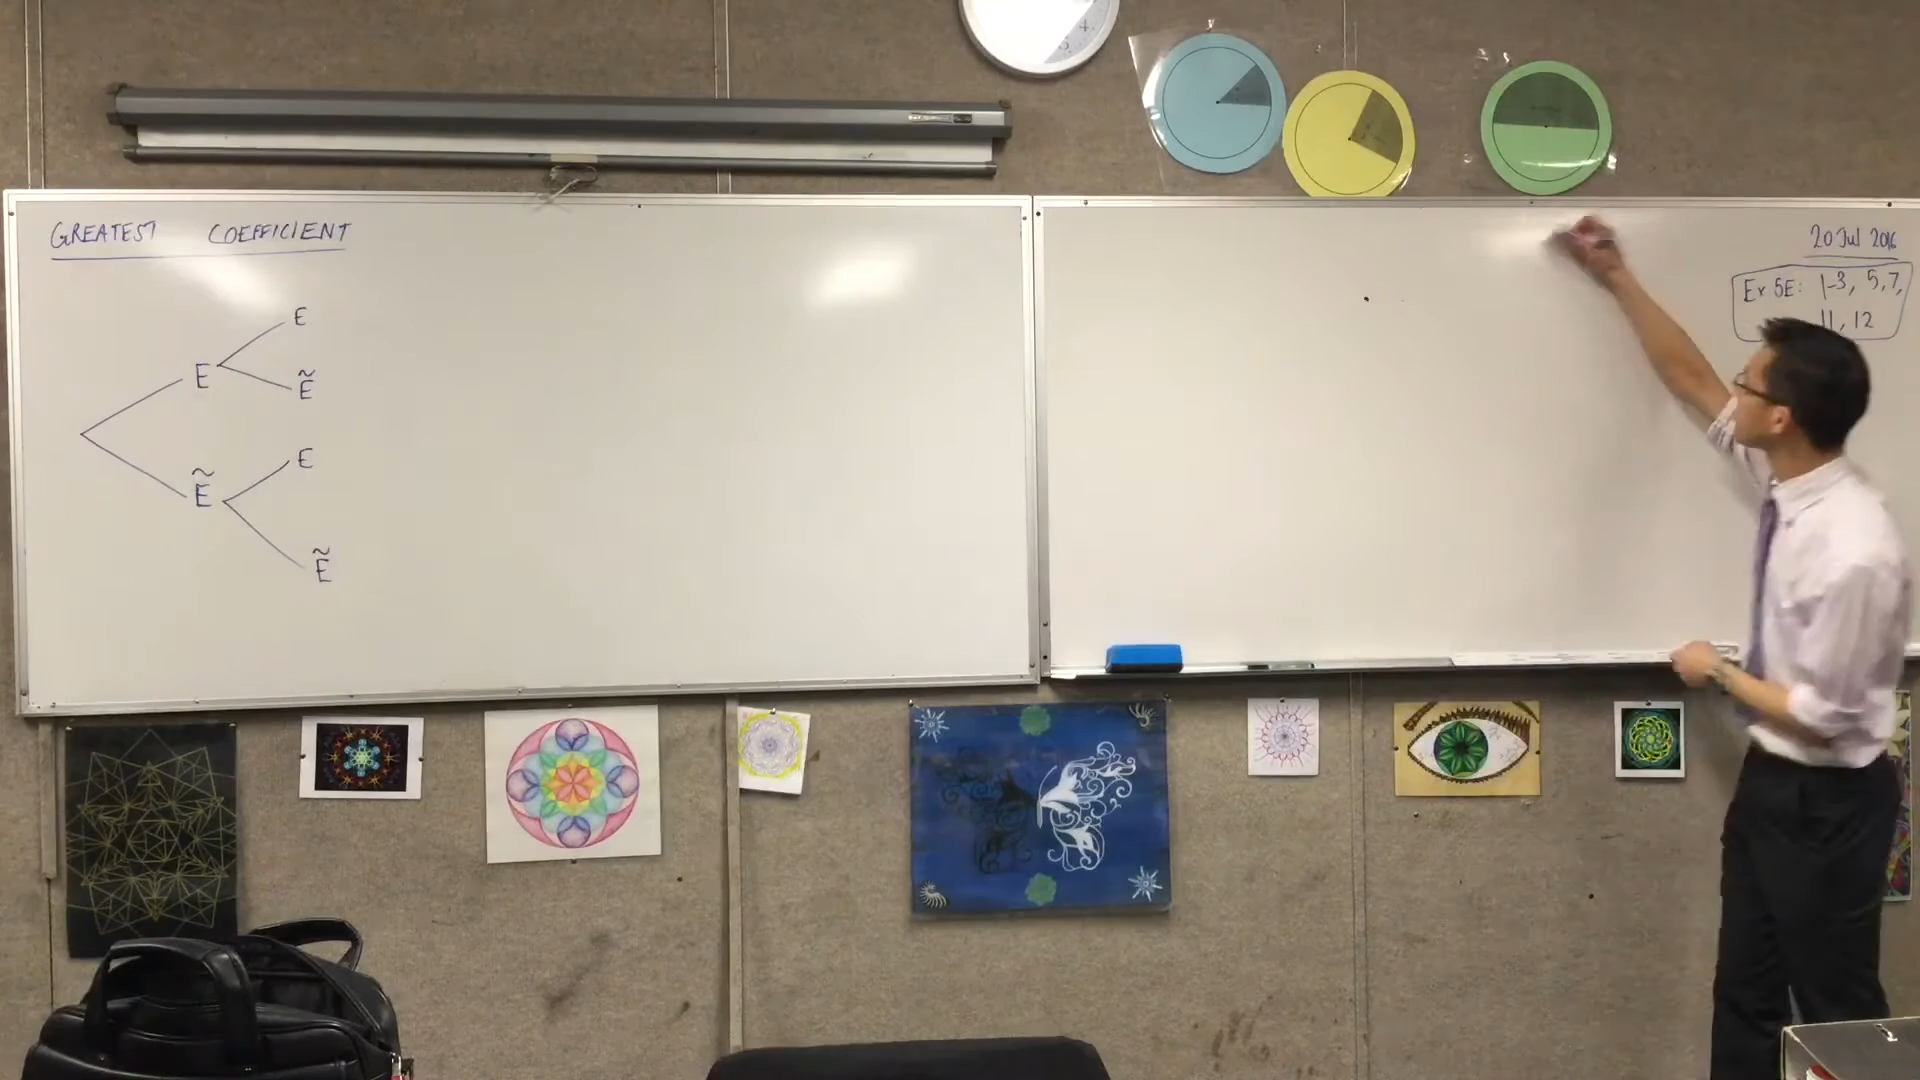 GREATEST COEFFICIENT
E
E
Ẽ
E
Ẽ
Ẽ
20 Jul 2016
Ex 5E: 1-3, 5, 7,
11, 12